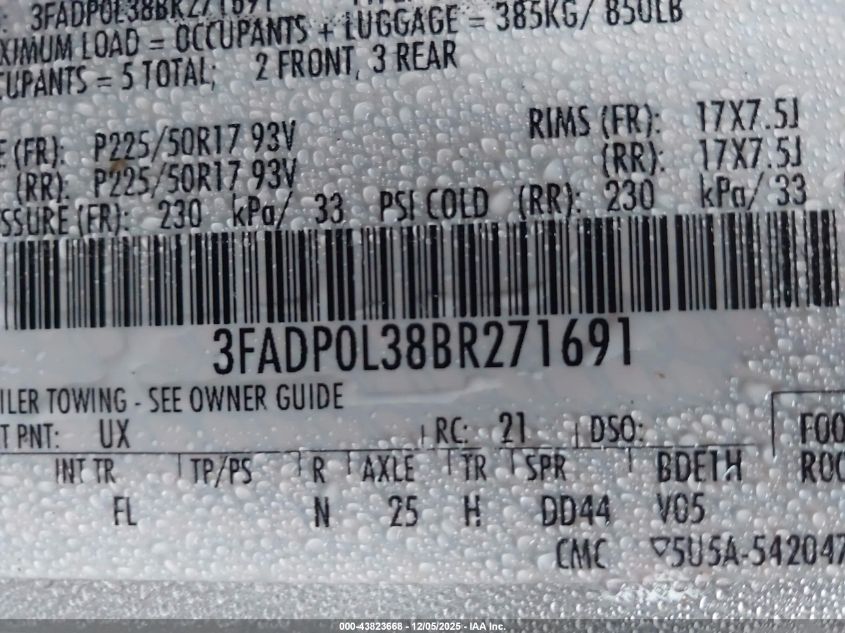 3FADP0L38BR271691
XIMUM LOAD = OCCUPANTS + LUGGAGE = 385KG/ 850LB
CUPANTS = 5 TOTAL; 2 FRONT, 3 REAR
E (FR): P225/50R17 93V RIMS (FR): 17X7.5J
(RR): P225/50R17 93V (RR): 17X7.5J
SSURE (FR): 230 kPa/ 33 PSI COLD (RR): 230 kPa/ 33
3FADP0L38BR271691
ILER TOWING - SEE OWNER GUIDE
T PNT: UX RC: 21 DSO: FOO
INT TR TP/PS R AXLE TR SPR BDETH ROC
FL N 25 H DD44 V05
CMC ▽5U5A-542047
000-43823668 - 12/05/2025 - IAA Inc.